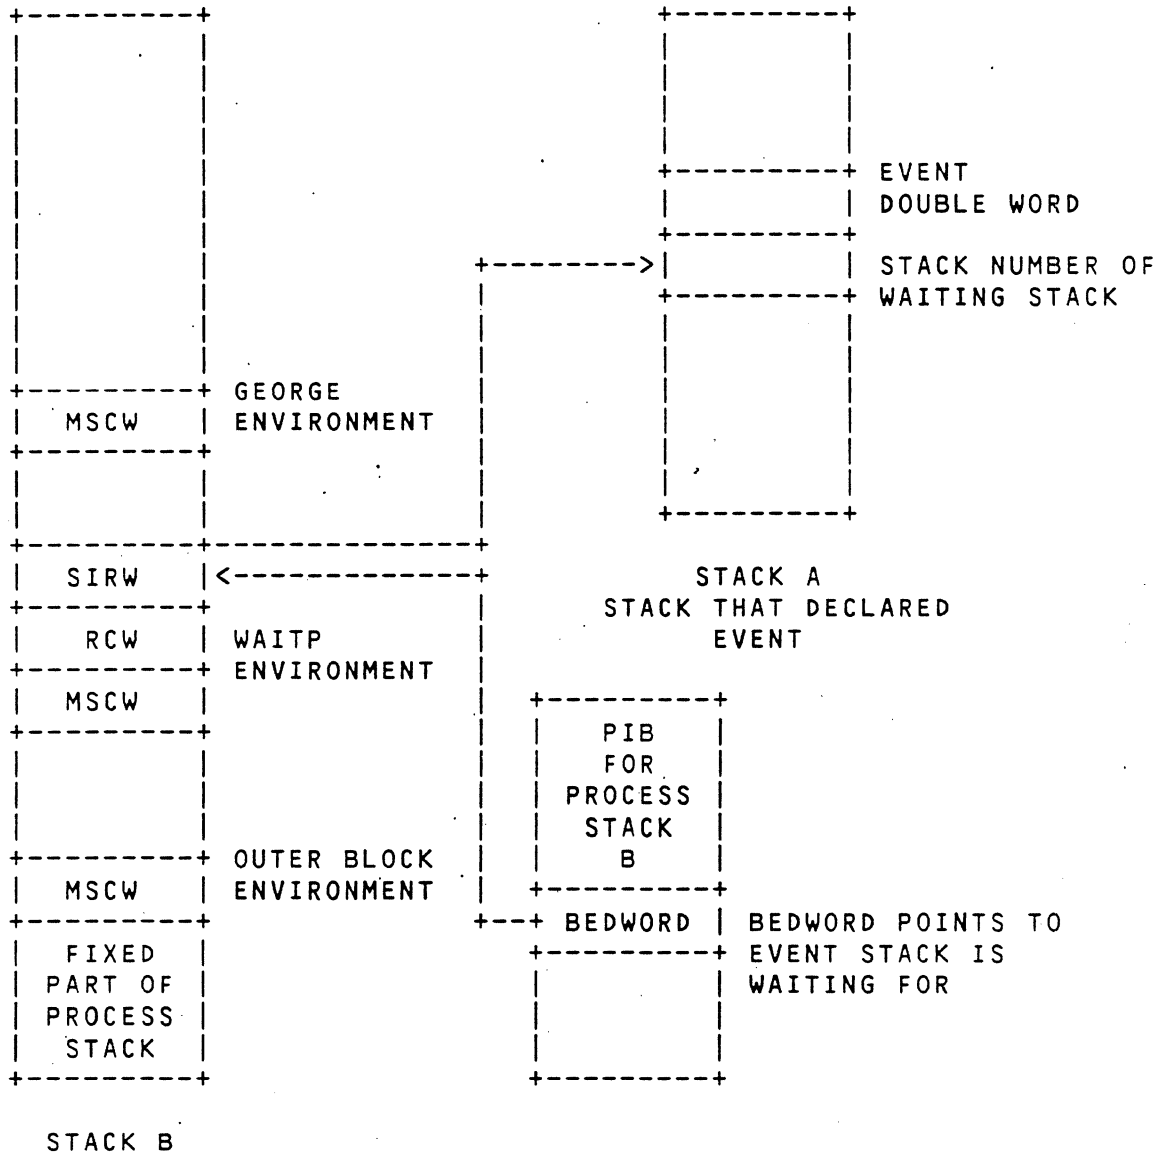 EVENT
DOUBLE WORD
STACK NUMBER OF
WAITING STACK
GEORGE
MSCW ENVIRONMENT
SIRW
RCW WAITP
ENVIRONMENT
MSCW
STACK A
STACK THAT DECLARED
EVENT
PIB
FOR
PROCESS
STACK
B
OUTER BLOCK
MSCW ENVIRONMENT
BEDWORD BEDWORD POINTS TO
EVENT STACK IS
WAITING FOR
FIXED
PART OF
PROCESS
STACK
STACK B